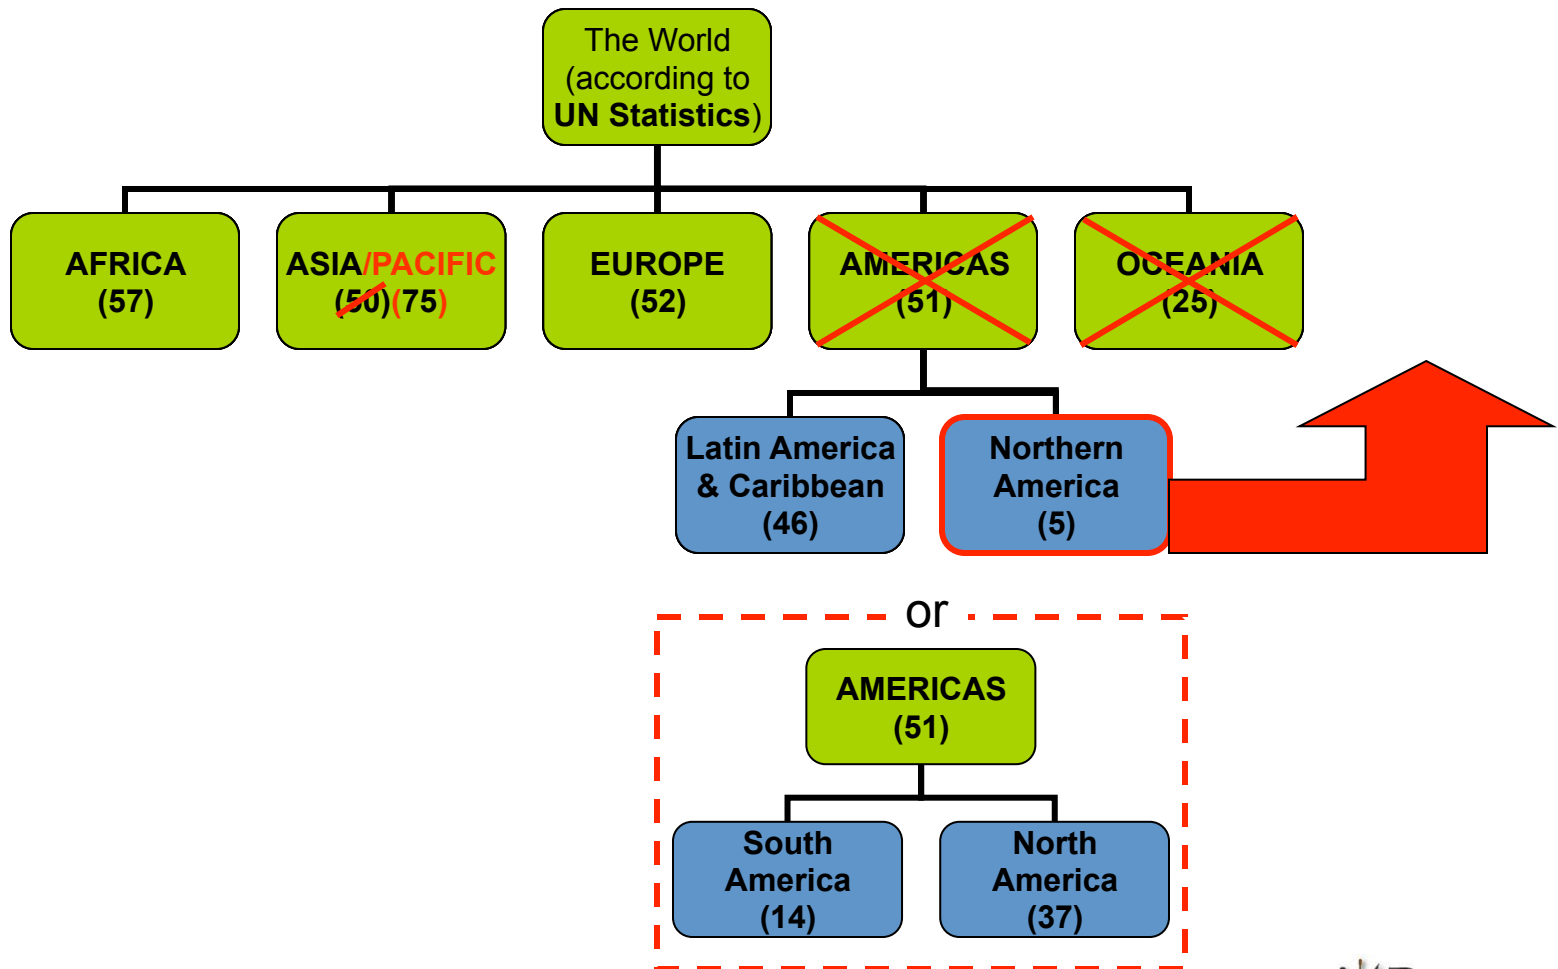 The World
(according to
UN Statistics)
AFRICA
(57)
ASIA/PACIFIC
(50)(75)
EUROPE
(52)
AMERICAS
(51)
OCEANIA
(25)
Latin America
& Caribbean
(46)
Northern
America
(5)
or
AMERICAS
(51)
South
America
(14)
North
America
(37)